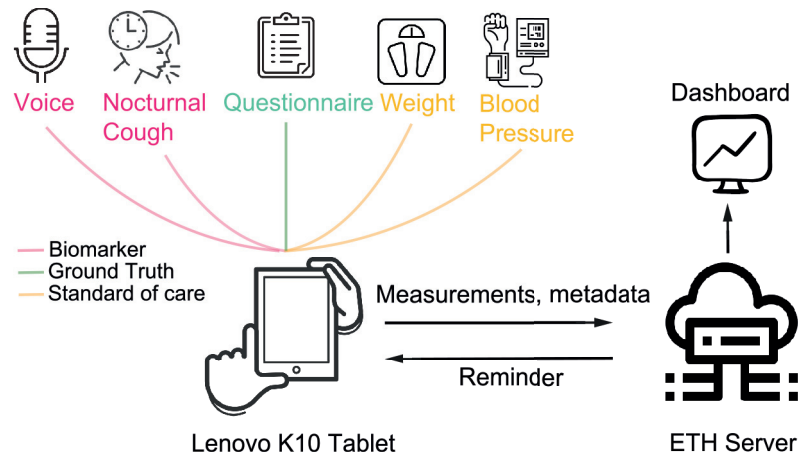 Voice
Nocturnal
Cough
Questionnaire
Weight
Blood
Pressure
Dashboard
Biomarker
Ground Truth
Standard of care
Measurements, metadata
Reminder
Lenovo K10 Tablet
ETH Server